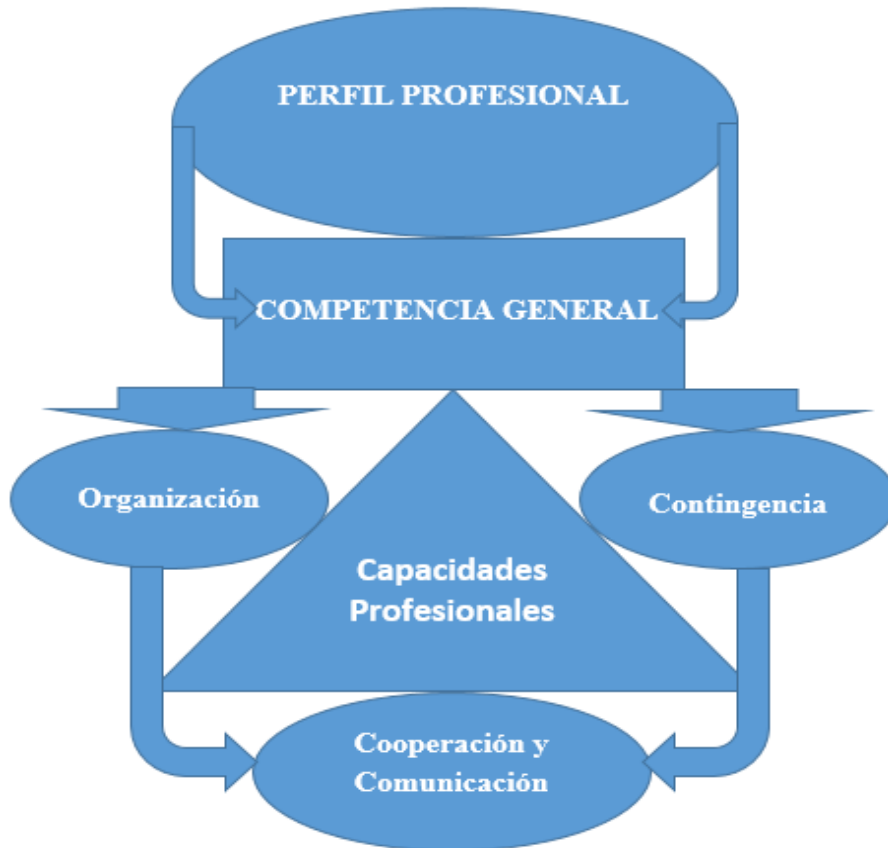 PERFIL PROFESIONAL
COMPETENCIA GENERAL
Organización
Contingencia
Capacidades
Profesionales
Cooperación y
Comunicación